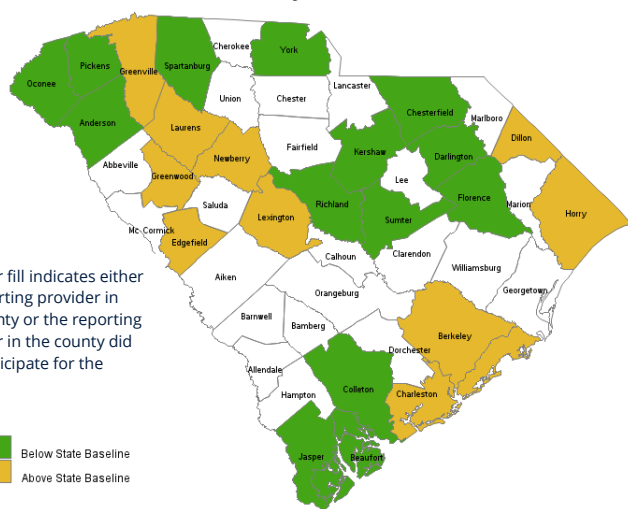 Cherokee
York
Oconee
Pickens
Greenville
Spartanburg
Union
Chester
Lancaster
Chesterfield
Marlboro
Anderson
Laurens
Dillon
Abbeville
Newberry
Fairfield
Kershaw
Darlington
Greenwood
Lee
Saluda
Lexington
Richland
Sumter
Florence
Marion
Horry
Mc Cormick
Edgefield
Calhoun
Clarendon
Williamsburg
Aiken
Orangeburg
Georgetown
Barnwell
Bamberg
Berkeley
Dorchester
Allendale
Hampton
Colleton
Charleston
Jasper
Beaufort
fill indicates either
rting provider in
nty or the reporting
r in the county did
icipate for the
Below State Baseline
Above State Baseline